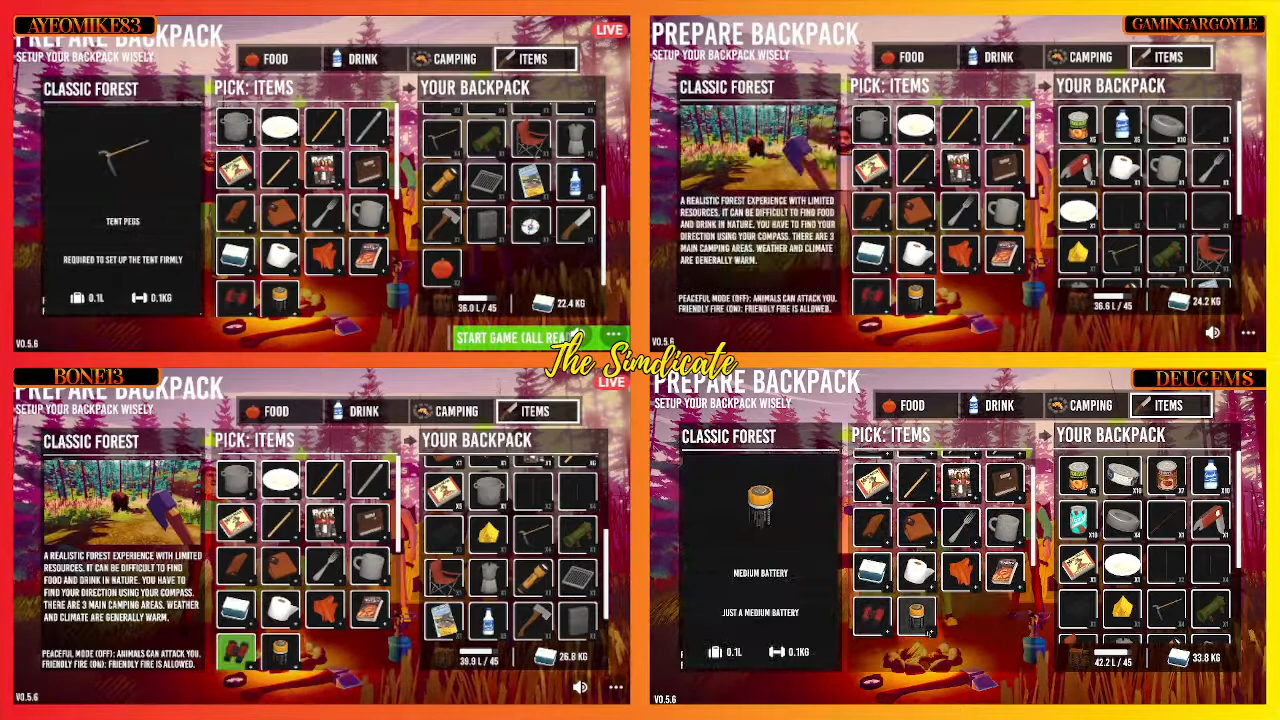 AYEOMIKE83
LIVE
PREPARE BACKPACK
SETUP YOUR BACKPACK WISELY
FOOD
DRINK
CAMPING
ITEMS
CLASSIC FOREST
PICK: ITEMS
YOUR BACKPACK
TENT PEGS
REQUIRED TO SET UP THE TENT FIRMLY
0.1L
0.1KG
36.9 L / 45
22.4 KG
START GAME (ALL REA
V0.5.6
GAMINGARGOYLE
PREPARE BACKPACK
SETUP YOUR BACKPACK WISELY
FOOD
DRINK
CAMPING
ITEMS
CLASSIC FOREST
PICK: ITEMS
YOUR BACKPACK
A REALISTIC FOREST EXPERIENCE WITH LIMITED
RESOURCES. IT CAN BE DIFFICULT TO FIND FOOD
AND DRINK IN NATURE. YOU HAVE TO FIND YOUR
DIRECTION USING YOUR COMPASS. THERE ARE 3
MAIN CAMPING AREAS. WEATHER AND CLIMATE
ARE GENERALLY WARM.
PEACEFUL MODE (OFF): ANIMALS CAN ATTACK YOU.
FRIENDLY FIRE (ON): FRIENDLY FIRE IS ALLOWED.
36.6 L / 45
24.2 KG
V0.5.6
The Simdicate
BONE13
LIVE
PREPARE BACKPACK
SETUP YOUR BACKPACK WISELY
FOOD
DRINK
CAMPING
ITEMS
CLASSIC FOREST
PICK: ITEMS
YOUR BACKPACK
A REALISTIC FOREST EXPERIENCE WITH LIMITED
RESOURCES. IT CAN BE DIFFICULT TO FIND
FOOD AND DRINK IN NATURE. YOU HAVE TO
FIND YOUR DIRECTION USING YOUR COMPASS.
THERE ARE 3 MAIN CAMPING AREAS. WEATHER
AND CLIMATE ARE GENERALLY WARM.
PEACEFUL MODE (OFF): ANIMALS CAN ATTACK YOU.
FRIENDLY FIRE (ON): FRIENDLY FIRE IS ALLOWED.
39.9 L / 45
26.8 KG
V0.5.6
DEUCEMS
PREPARE BACKPACK
SETUP YOUR BACKPACK WISELY
FOOD
DRINK
CAMPING
ITEMS
CLASSIC FOREST
PICK: ITEMS
YOUR BACKPACK
MEDIUM BATTERY
JUST A MEDIUM BATTERY
0.1L
0.1KG
42.2 L / 45
33.8 KG
V0.5.6